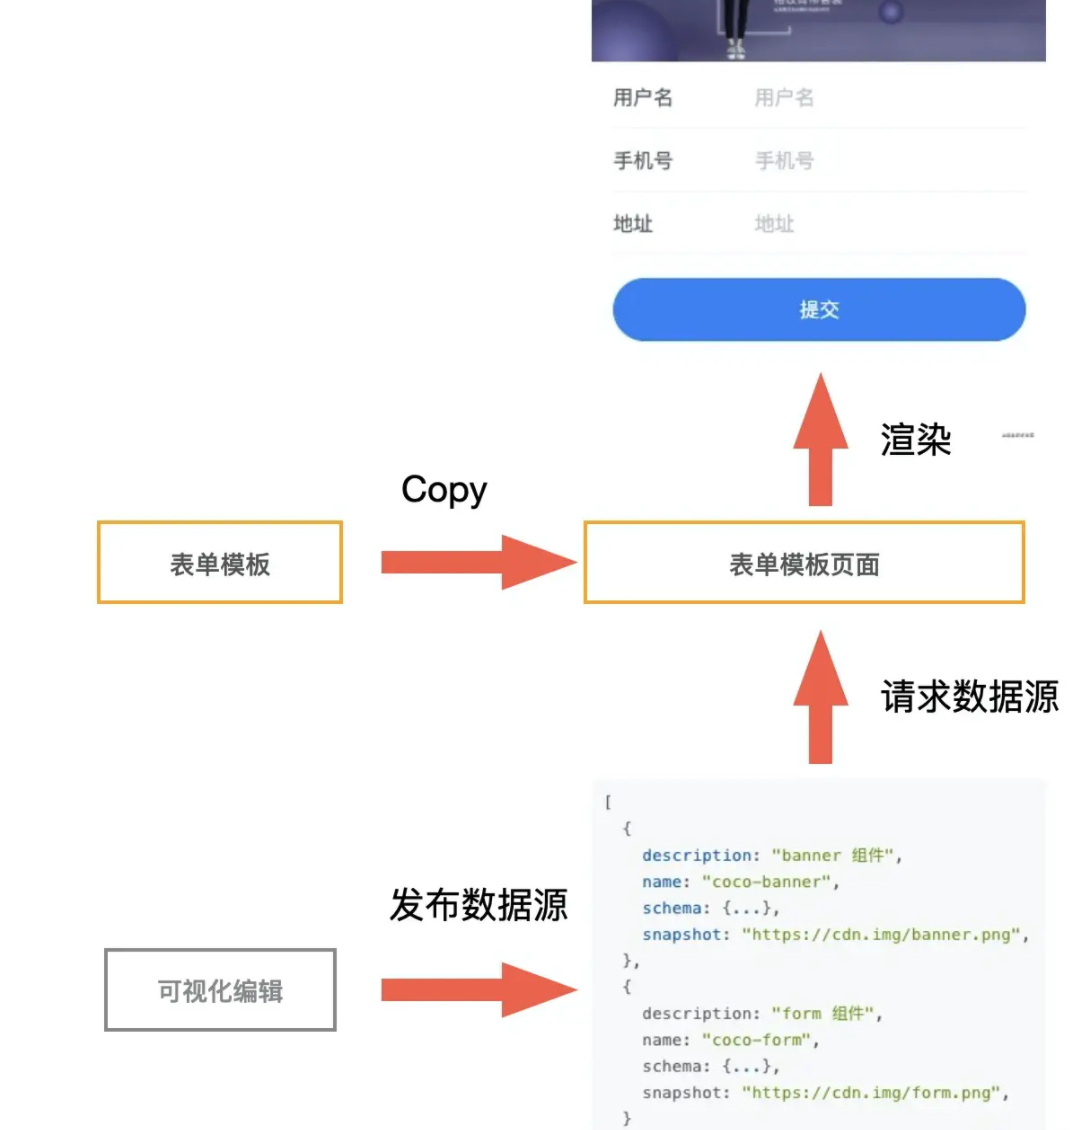 用户名 用户名
手机号 手机号
地址 地址
提交
渲染
Copy
表单模板
表单模板页面
请求数据源
[
{
description: "banner 组件",
name: "coco-banner",
schema: {...},
snapshot: "https://cdn.img/banner.png",
},
{
description: "form 组件",
name: "coco-form",
schema: {...},
snapshot: "https://cdn.img/form.png",
}
发布数据源
可视化编辑